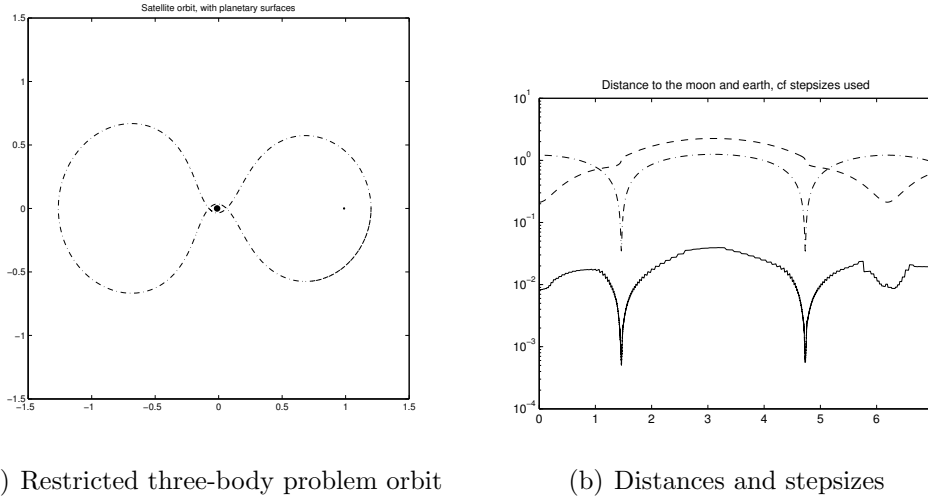 Satellite orbit, with planetary surfaces
1.5
1
0.5
0
−0.5
−1
−1.5
−1.5 −1 −0.5 0 0.5 1 1.5
) Restricted three-body problem orbit
Distance to the moon and earth, cf stepsizes used
10^1
10^0
10^−1
10^−2
10^−3
10^−4
0 1 2 3 4 5 6 7
(b) Distances and stepsizes